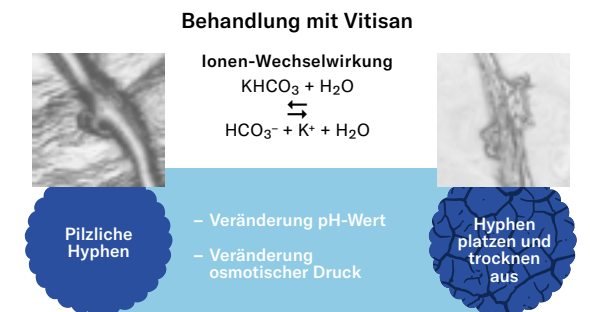 Behandlung mit Vitisan
Ionen-Wechselwirkung
KHCO₃ + H₂O
⇆
HCO₃⁻ + K⁺ + H₂O
Pilzliche
Hyphen
– Veränderung pH-Wert
– Veränderung
osmotischer Druck
Hyphen
platzen und
trocknen
aus